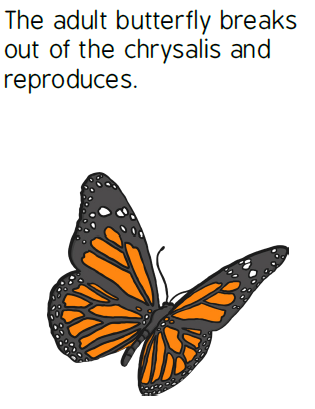 The adult butterfly breaks
out of the chrysalis and
reproduces.